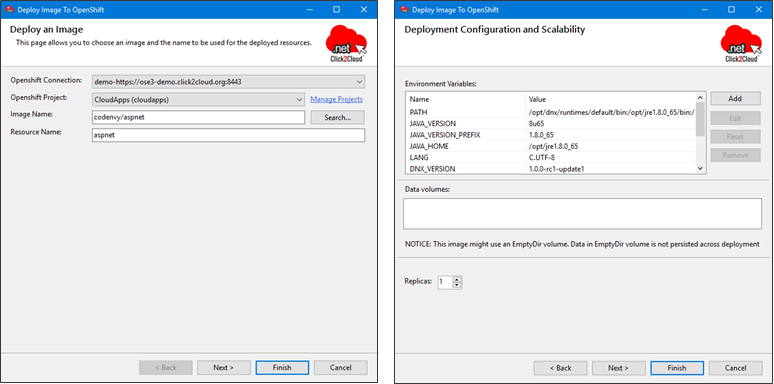 Deploy Image To OpenShift
Deploy an Image
This page allows you to choose an image and the name to be used for the deployed resources.
.net
Click2Cloud
Openshift Connection:
demo-https://ose3-demo.click2cloud.org:8443
Openshift Project:
CloudApps (cloudapps)
Manage Projects
Image Name:
codenvy/aspnet
Search...
Resource Name:
aspnet
< Back
Next >
Finish
Cancel
Deploy Image To OpenShift
Deployment Configuration and Scalability
.net
Click2Cloud
Environment Variables:
Name Value
PATH /opt/dnx/runtimes/default/bin:/opt/jre1.8.0_65/bin:/
JAVA_VERSION 8u65
JAVA_VERSION_PREFIX 1.8.0_65
JAVA_HOME /opt/jre1.8.0_65
LANG C.UTF-8
DNX_VERSION 1.0.0-rc1-update1
Add
Edit
Reset
Remove
Data volumes:
NOTICE: This image might use an EmptyDir volume. Data in EmptyDir volume is not persisted across deployment
Replicas: 1
< Back
Next >
Finish
Cancel